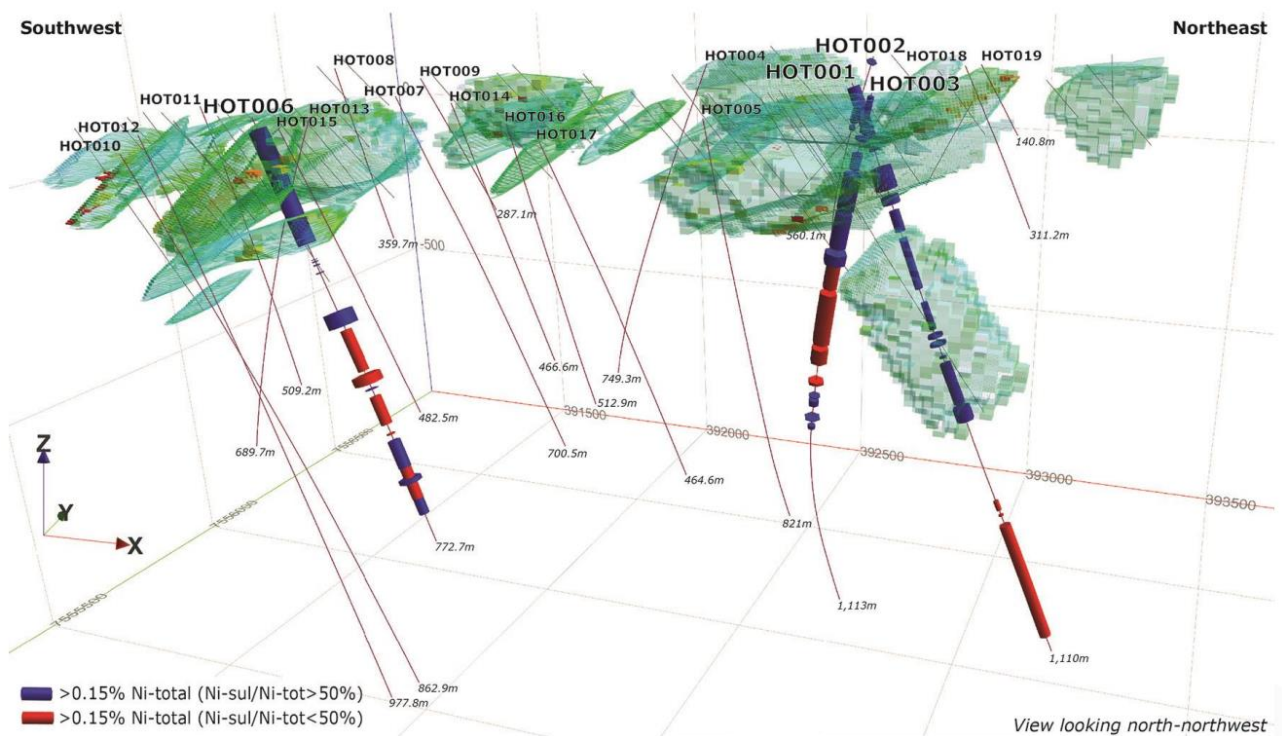 Southwest
Northeast
HOT002
HOT008
HOT004
HOT018
HOT019
HOT009
HOT001
HOT003
HOT007
HOT011
HOT006
HOT013
HOT014
HOT005
HOT012
HOT015
HOT016
HOT010
HOT017
140.8m
287.1m
359.7m
-500
560.1m
311.2m
466.6m
749.3m
509.2m
512.9m
482.5m
391500
392000
689.7m
700.5m
392500
464.6m
393000
393500
7556500
7556000
7555500
Z
Y
X
821m
772.7m
1,113m
1,110m
862.9m
977.8m
>0.15% Ni-total (Ni-sul/Ni-tot>50%)
>0.15% Ni-total (Ni-sul/Ni-tot<50%)
View looking north-northwest